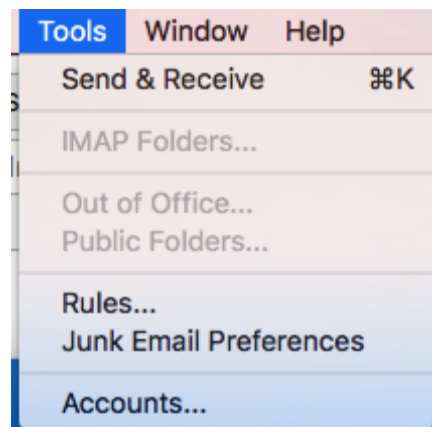 Tools Window Help
Send & Receive ⌘K
IMAP Folders...
Out of Office...
Public Folders...
Rules...
Junk Email Preferences
Accounts...